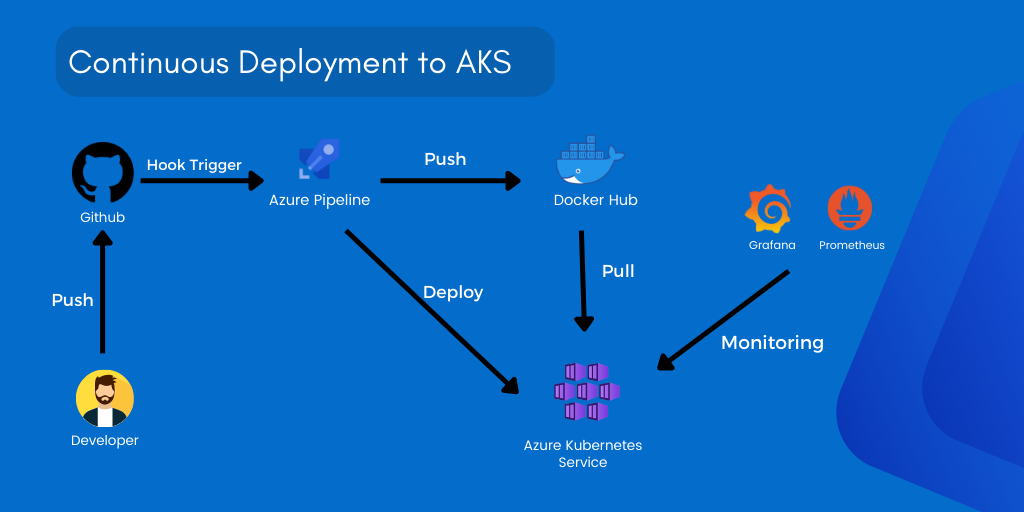 Continuous Deployment to AKS
Hook Trigger
Push
Github
Azure Pipeline
Docker Hub
Grafana
Prometheus
Push
Deploy
Pull
Monitoring
Developer
Azure Kubernetes
Service